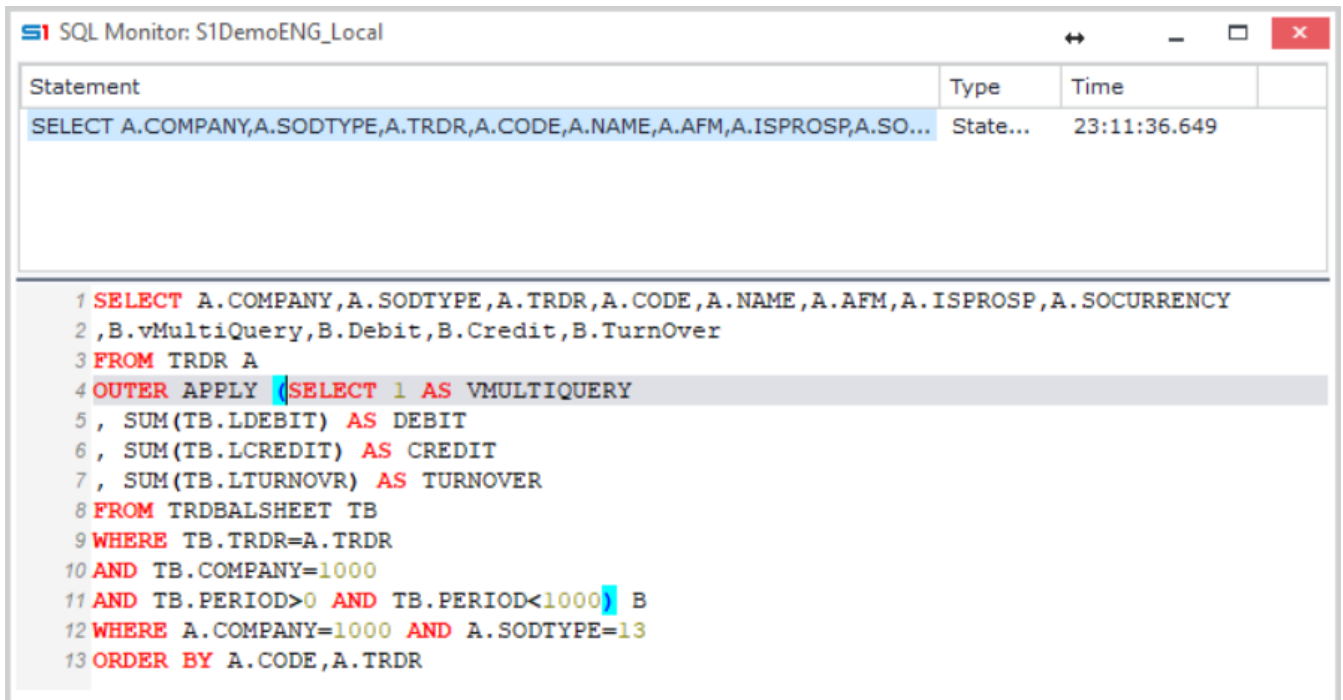 S1 SQL Monitor: S1DemoENG_Local
Statement Type Time
SELECT A.COMPANY,A.SODTYPE,A.TRDR,A.CODE,A.NAME,A.AFM,A.ISPROSP,A.SO... State... 23:11:36.649
1 SELECT A.COMPANY,A.SODTYPE,A.TRDR,A.CODE,A.NAME,A.AFM,A.ISPROSP,A.SOCURRENCY
2 ,B.vMultiQuery,B.Debit,B.Credit,B.TurnOver
3 FROM TRDR A
4 OUTER APPLY (SELECT 1 AS VMULTIQUERY
5 , SUM(TB.LDEBIT) AS DEBIT
6 , SUM(TB.LCREDIT) AS CREDIT
7 , SUM(TB.LTURNOVR) AS TURNOVER
8 FROM TRDBALSHEET TB
9 WHERE TB.TRDR=A.TRDR
10 AND TB.COMPANY=1000
11 AND TB.PERIOD>0 AND TB.PERIOD<1000) B
12 WHERE A.COMPANY=1000 AND A.SODTYPE=13
13 ORDER BY A.CODE,A.TRDR